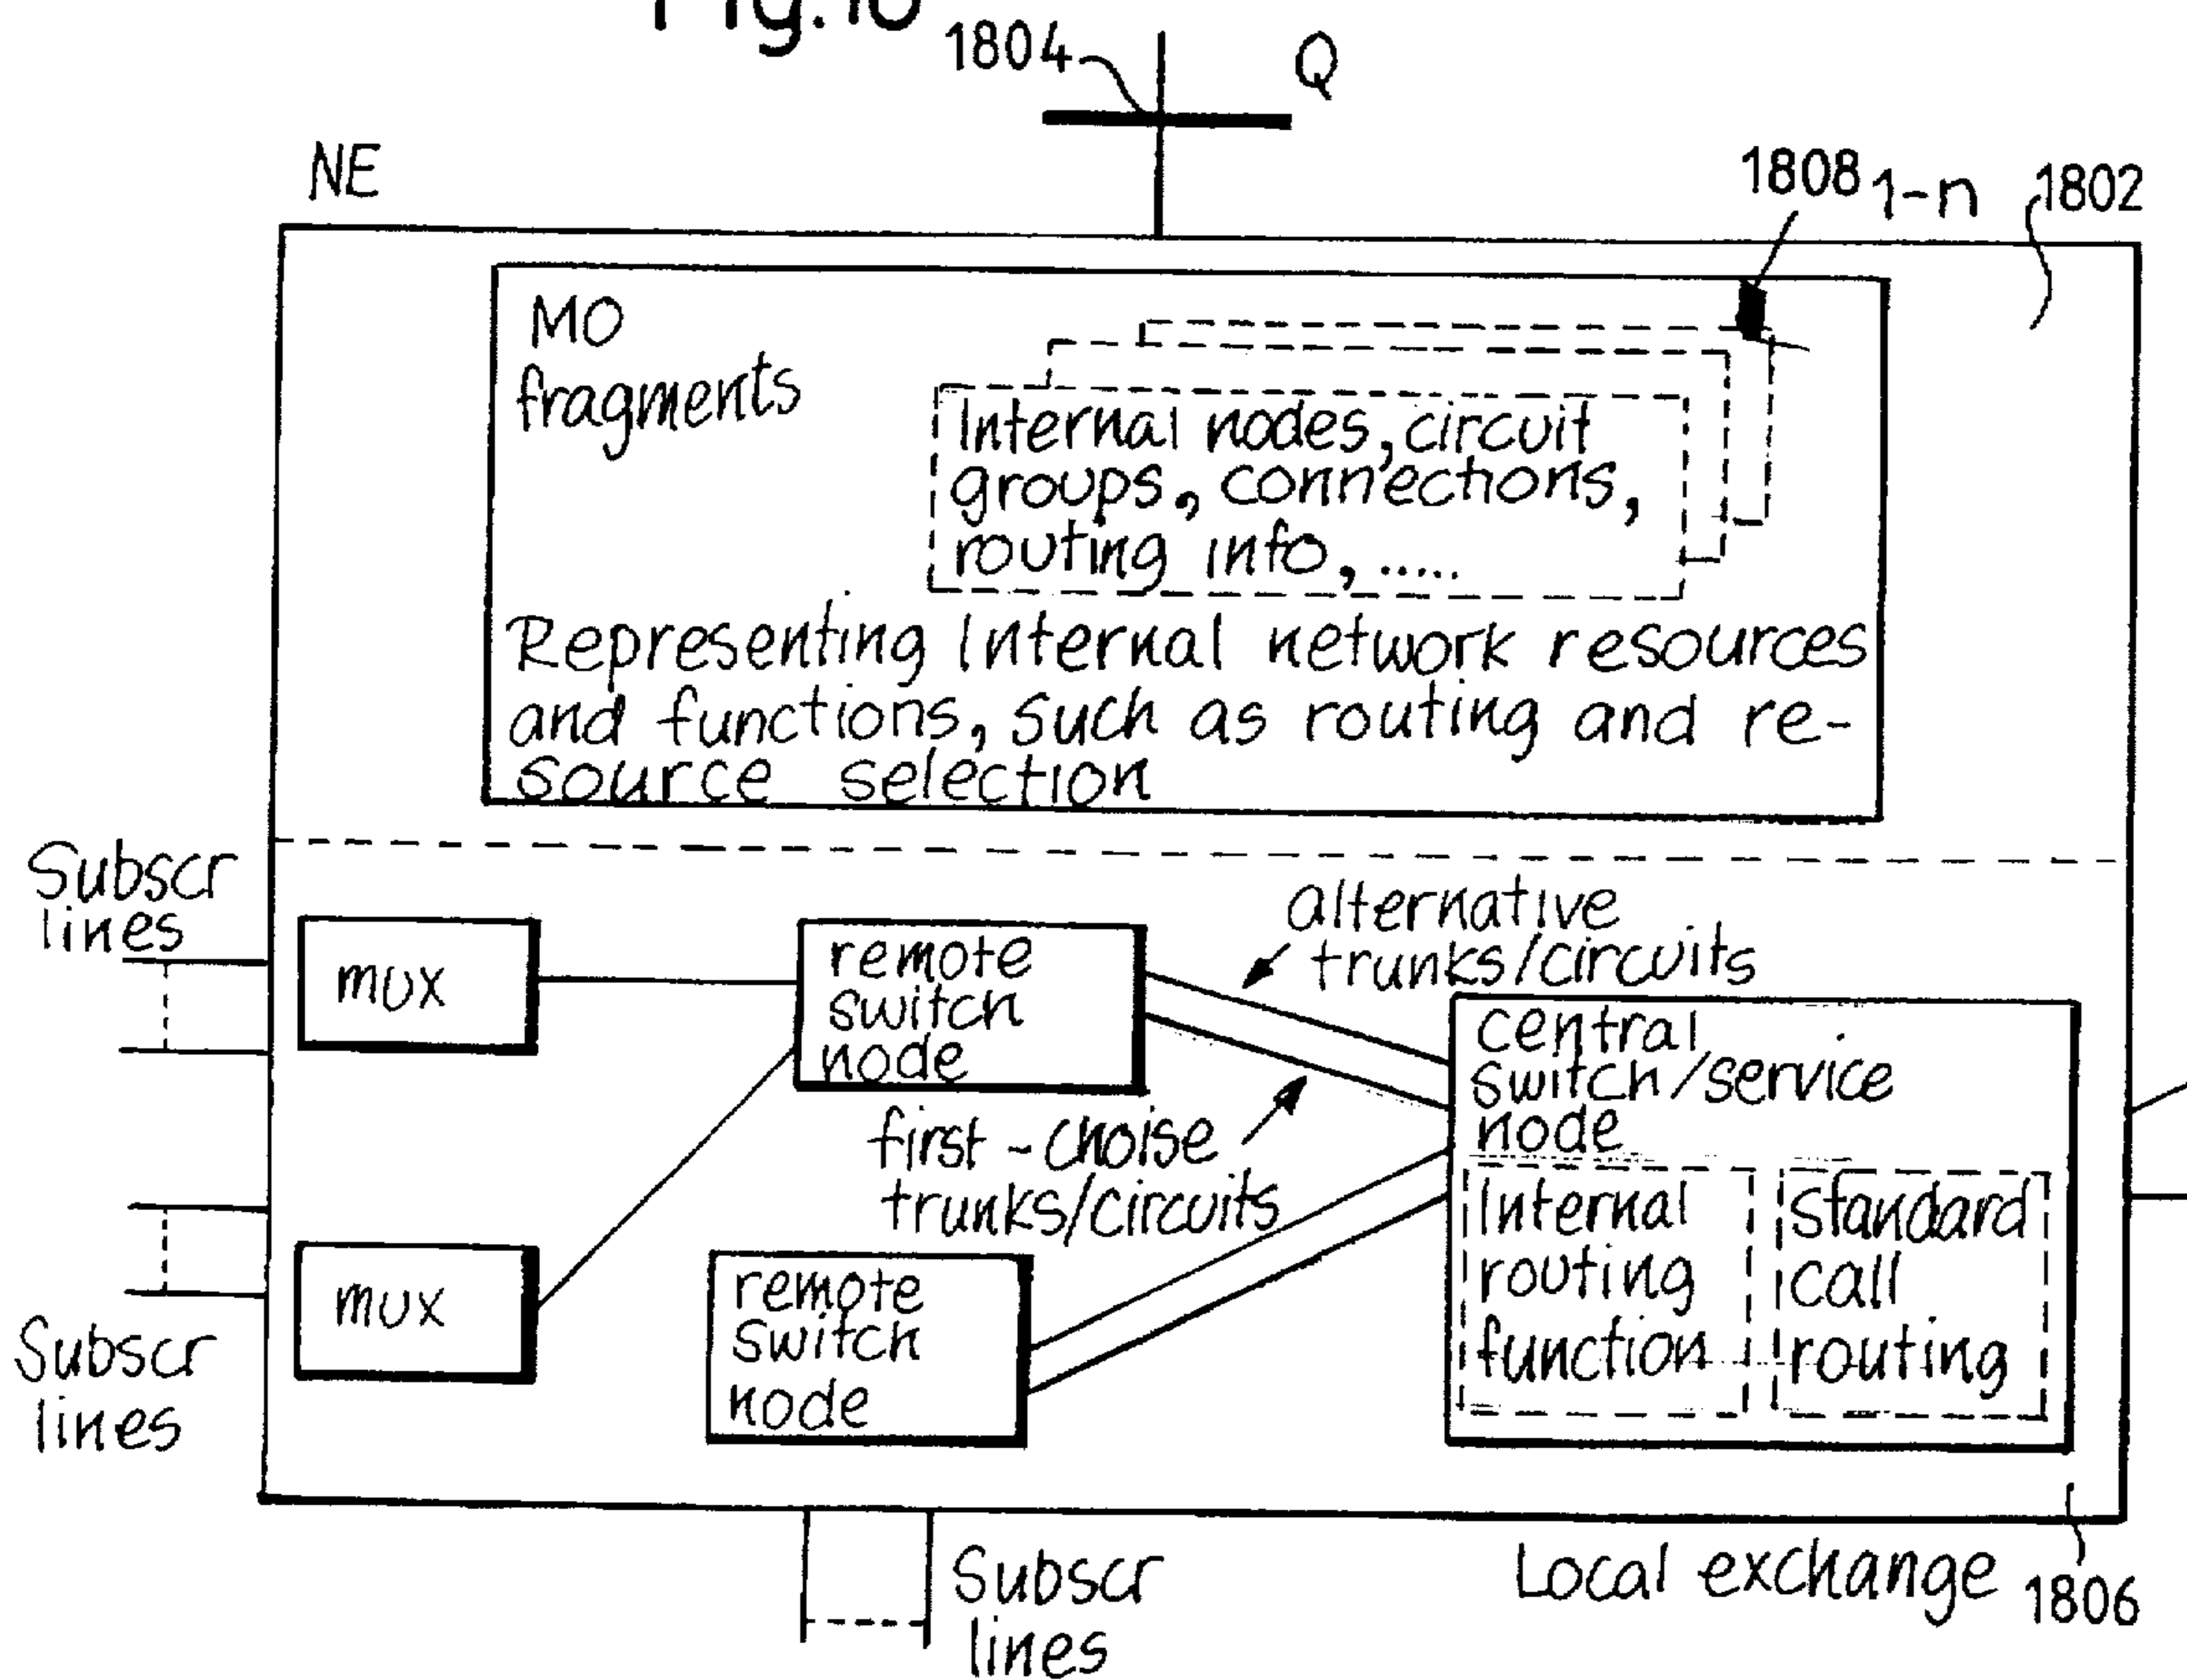 1804
Q
NE
1808 1-n
1802
MO
fragments
Internal nodes, circuit
groups, connections,
routing info, .....
Representing Internal network resources
and functions, such as routing and re-
source selection
Subscr
lines
alternative
trunks/circuits
mux
remote
switch
node
central
switch/service
node
first-choise
trunks/circuits
Internal
routing
function
standard
call
routing
mux
remote
switch
node
Subscr
lines
Subscr
lines
Local exchange
1806